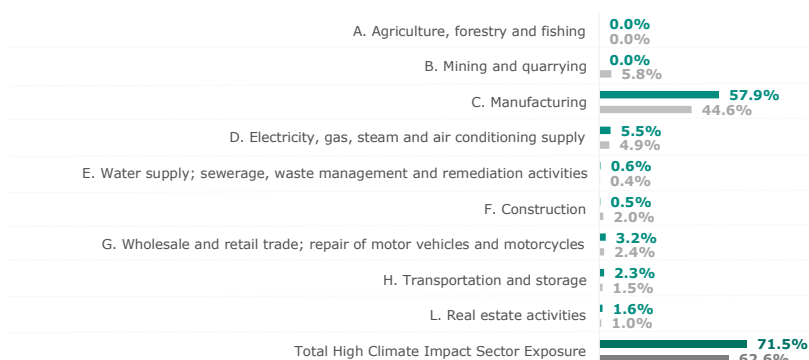 A. Agriculture, forestry and fishing
0.0%
0.0%
B. Mining and quarrying
0.0%
5.8%
C. Manufacturing
57.9%
44.6%
D. Electricity, gas, steam and air conditioning supply
5.5%
4.9%
E. Water supply; sewerage, waste management and remediation activities
0.6%
0.4%
F. Construction
0.5%
2.0%
G. Wholesale and retail trade; repair of motor vehicles and motorcycles
3.2%
2.4%
H. Transportation and storage
2.3%
1.5%
L. Real estate activities
1.6%
1.0%
Total High Climate Impact Sector Exposure
71.5%
62.6%